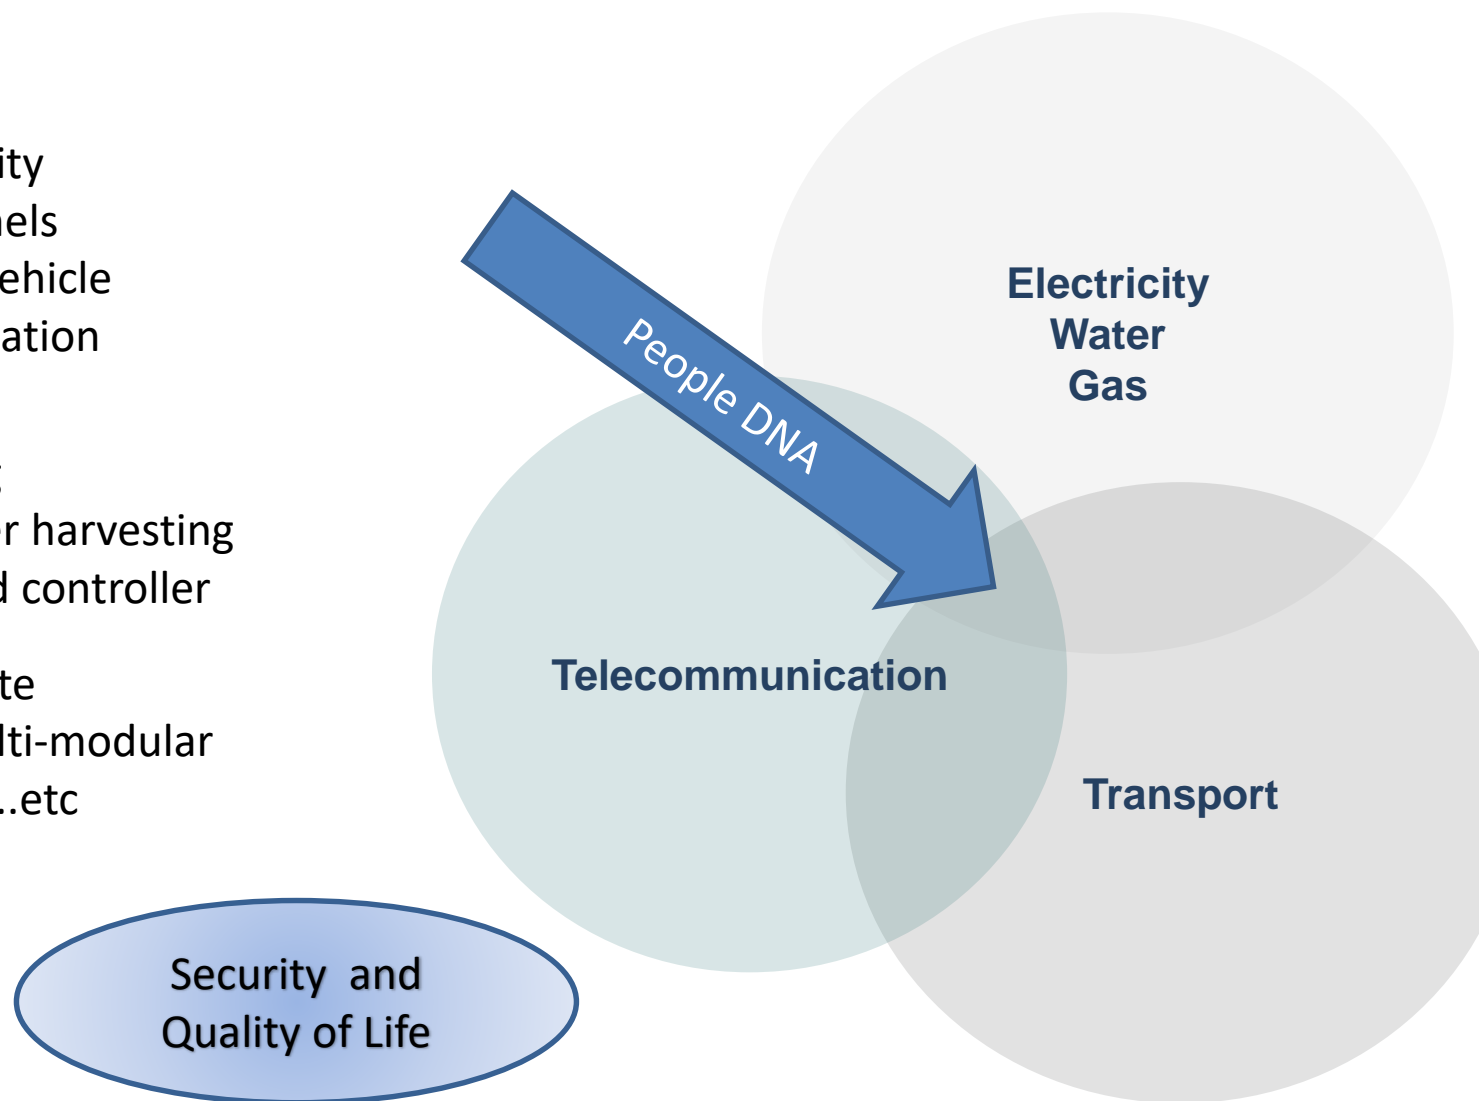 ity
nels
ehicle
ation
g
er harvesting
d controller
te
lti-modular
..etc
People DNA
Electricity
Water
Gas
Telecommunication
Transport
Security and
Quality of Life